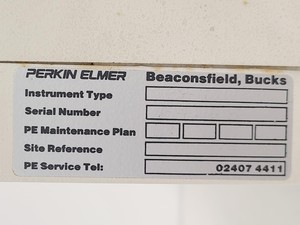 PERKIN ELMER Beaconsfield, Bucks
Instrument Type
Serial Number
PE Maintenance Plan
Site Reference
PE Service Tel: 02407 4411